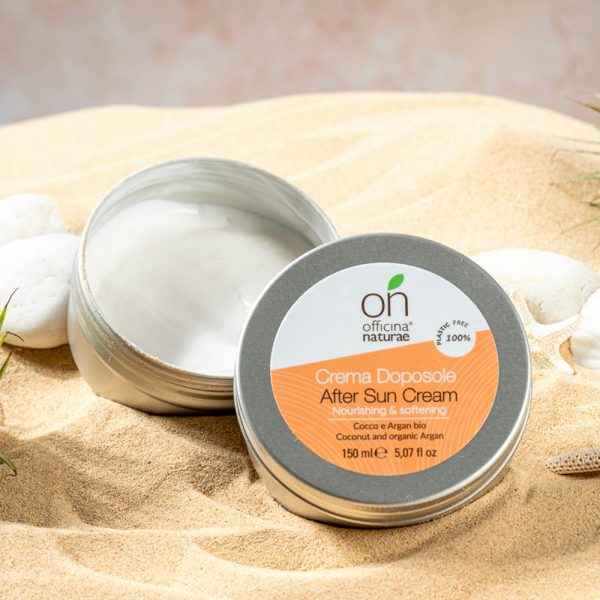 on
officina®
naturae
PLASTIC FREE
100%
Crema Doposole
After Sun Cream
Nourishing & softening
Cocco e Argan bio
Coconut and organic Argan
150 ml ℮ 5,07 fl oz